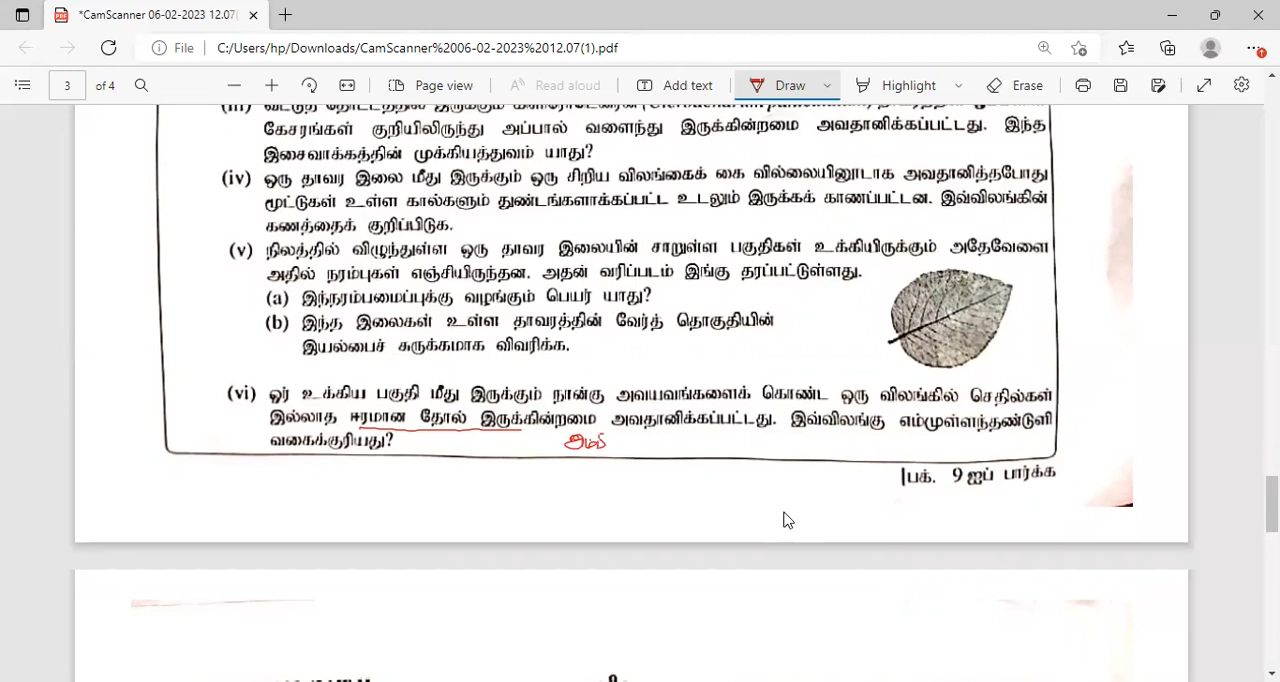 *CamScanner 06-02-2023 12.07(
File C:/Users/hp/Downloads/CamScanner%2006-02-2023%2012.07(1).pdf
3 of 4 Page view Read aloud Add text Draw Highlight Erase
(iii) வீட்டுத் தோட்டத்தில் இருக்கும்
கேசரங்கள் குறியிலிருந்து அப்பால் வளைந்து இருக்கின்றமை அவதானிக்கப்பட்டது. இந்த
இசைவாக்கத்தின் முக்கியத்துவம் யாது?
(iv) ஒரு தாவர இலை மீது இருக்கும் ஒரு சிறிய விலங்கைக் கை வில்லையினூடாக அவதானித்தபோது
மூட்டுகள் உள்ள கால்களும் துண்டங்களாக்கப்பட்ட உடலும் இருக்கக் காணப்பட்டன. இவ்விலங்கின்
கணத்தைக் குறிப்பிடுக.
(v) நிலத்தில் விழுந்துள்ள ஒரு தாவர இலையின் சாறுள்ள பகுதிகள் உக்கியிருக்கும் அதேவேளை
அதில் நரம்புகள் எஞ்சியிருந்தன. அதன் வரிப்படம் இங்கு தரப்பட்டுள்ளது.
(a) இந்நரம்பமைப்புக்கு வழங்கும் பெயர் யாது?
(b) இந்த இலைகள் உள்ள தாவரத்தின் வேர்த் தொகுதியின்
இயல்பைச் சுருக்கமாக விவரிக்க.
(vi) ஓர் உக்கிய பகுதி மீது இருக்கும் நான்கு அவயவங்களைக் கொண்ட ஒரு விலங்கில் செதில்கள்
இல்லாத ஈரமான தோல் இருக்கின்றமை அவதானிக்கப்பட்டது. இவ்விலங்கு எம்முள்ளந்தண்டுளி
வகைக்குரியது?
[பக். 9 ஐப் பார்க்க